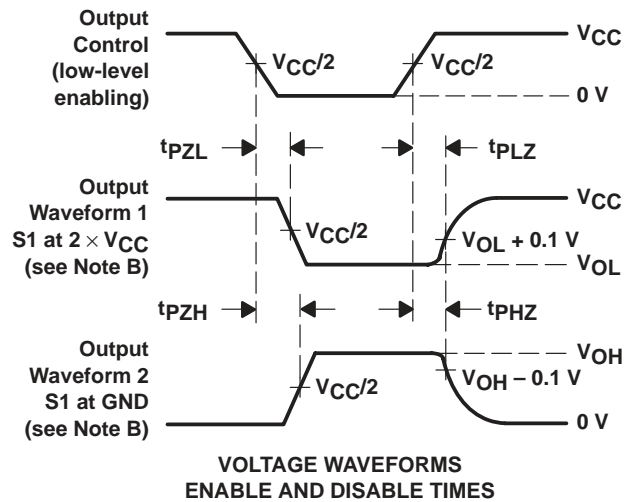 Output
Control
(low-level
enabling)
VCC
VCC/2
VCC/2
0 V
tPZL
tPLZ
Output
Waveform 1
S1 at 2 × VCC
(see Note B)
VCC
VCC/2
VOL + 0.1 V
VOL
tPZH
tPHZ
Output
Waveform 2
S1 at GND
(see Note B)
VOH
VCC/2
VOH – 0.1 V
0 V
VOLTAGE WAVEFORMS
ENABLE AND DISABLE TIMES